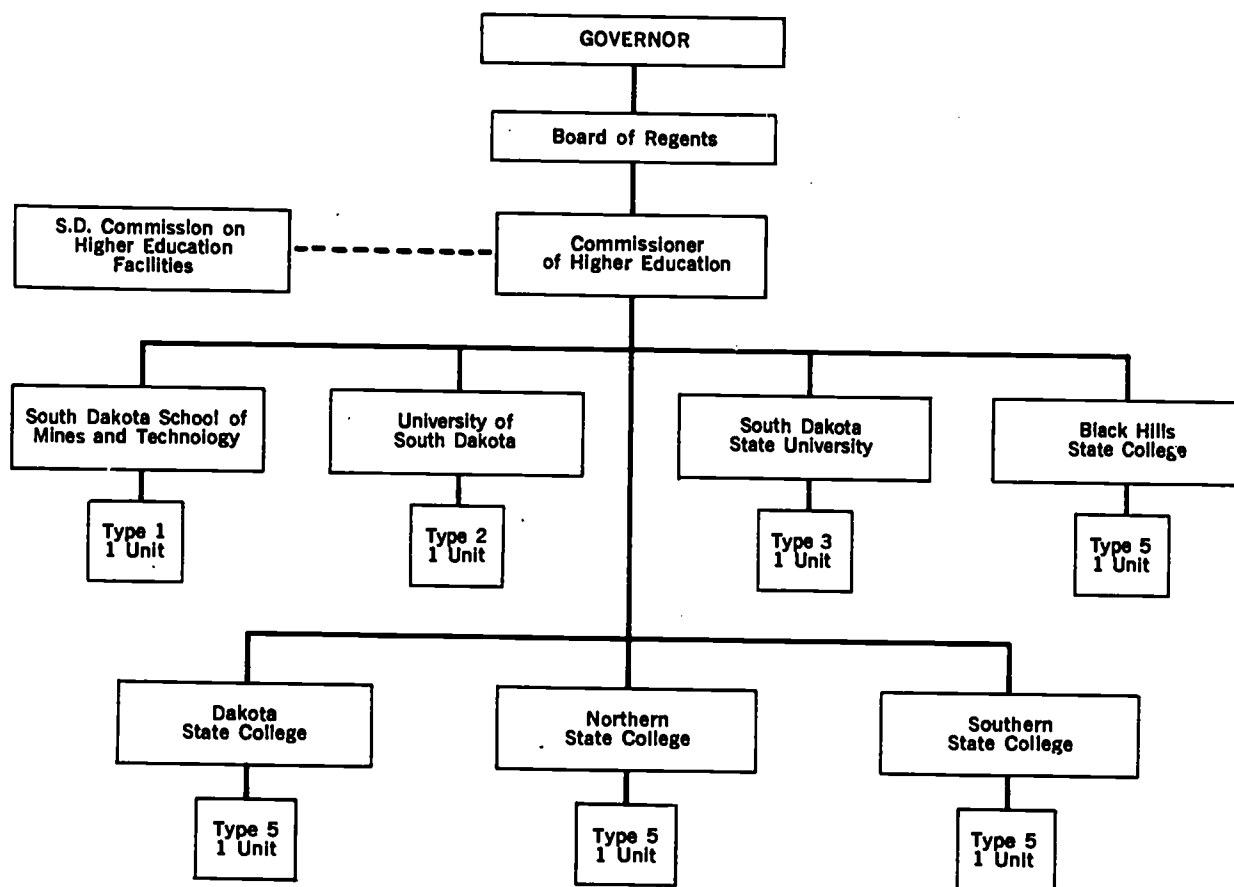 GOVERNOR
Board of Regents
S.D. Commission on
Higher Education
Facilities
Commissioner
of Higher Education
South Dakota School of
Mines and Technology
University of
South Dakota
South Dakota
State University
Black Hills
State College
Type 1
1 Unit
Type 2
1 Unit
Type 3
1 Unit
Type 5
1 Unit
Dakota
State College
Northern
State College
Southern
State College
Type 5
1 Unit
Type 5
1 Unit
Type 5
1 Unit